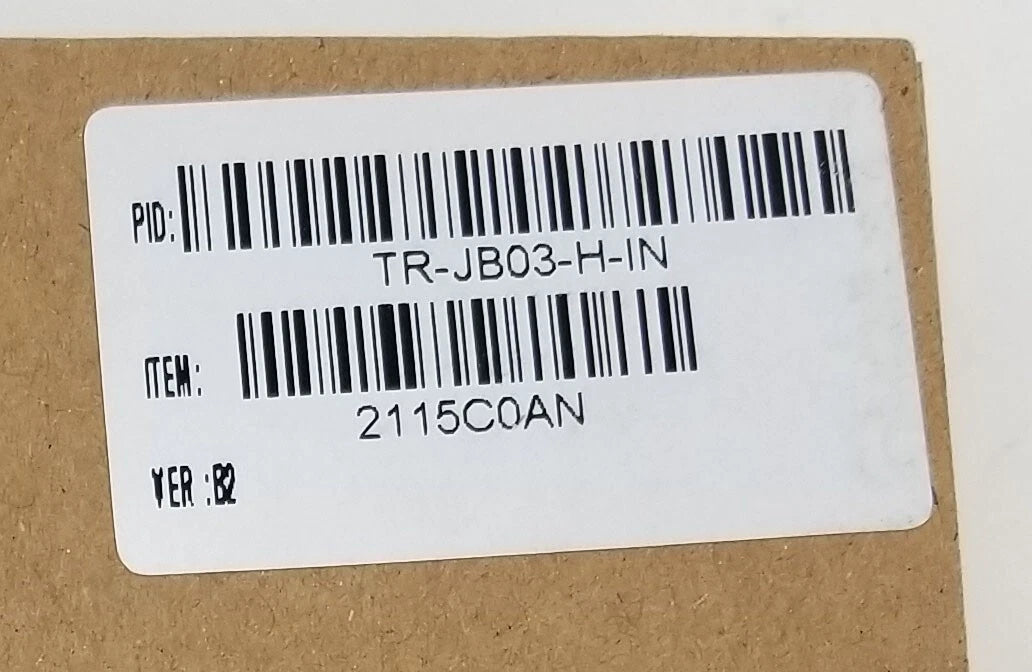 PID:
TR-JB03-H-IN
ITEM:
2115C0AN
VER :B2